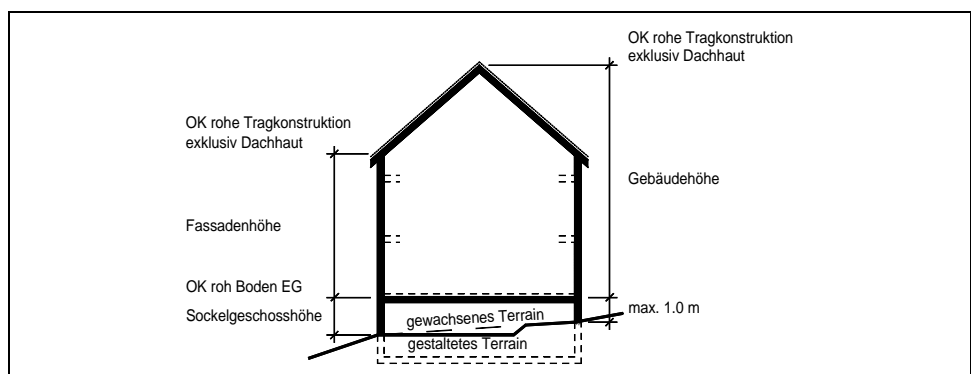 OK rohe Tragkonstruktion
exklusiv Dachhaut
OK rohe Tragkonstruktion
exklusiv Dachhaut
Gebäudehöhe
Fassadenhöhe
OK roh Boden EG
Sockelgeschosshöhe
max. 1.0 m
gewachsenes Terrain
gestaltetes Terrain